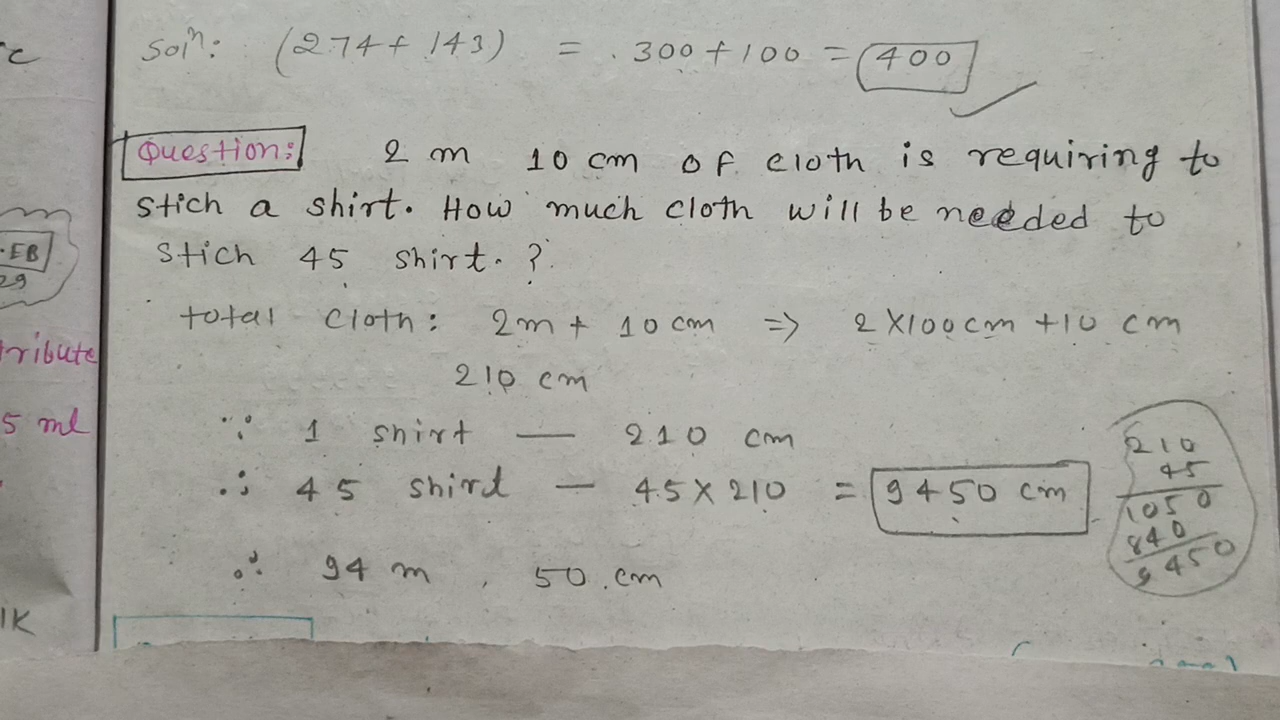 c
Solⁿ: (274 + 143) = 300 + 100 = 400
Question: 2 m 10 cm of cloth is requiring to
stich a shirt. How much cloth will be needed to
EB
29
stich 45 shirt. ?
total cloth: 2m + 10 cm => 2 X 100 cm + 10 cm
tribute
210 cm
5 ml
∵ 1 shirt — 210 cm
∴ 45 shird — 45 X 210 = 9450 cm
210
45
1050
840
9450
∴ 94 m, 50 cm
IK